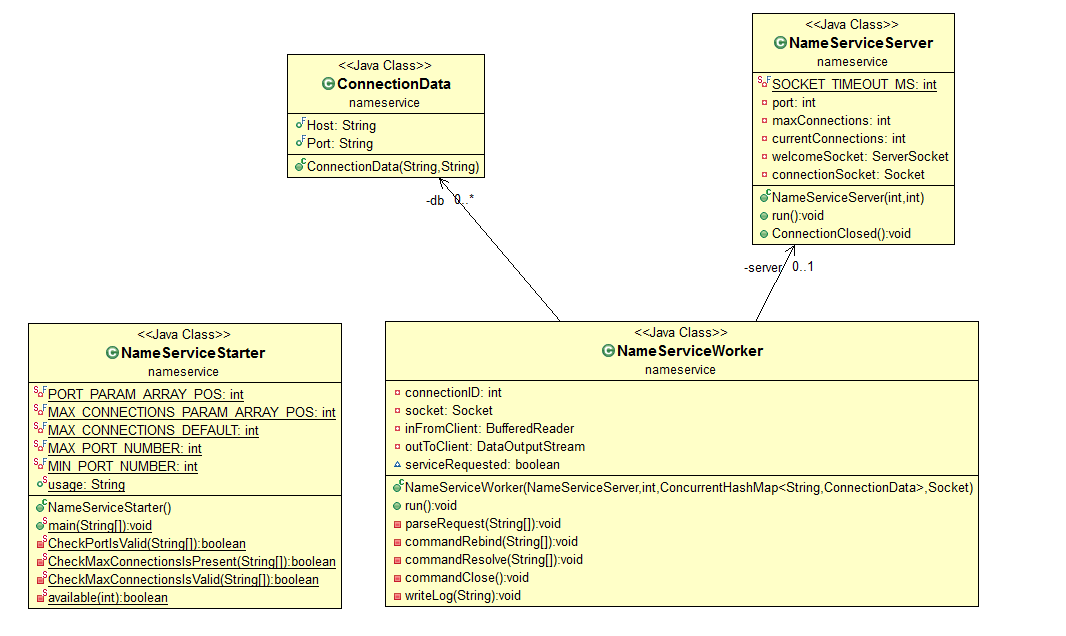 <<Java Class>>
NameServiceServer
nameservice
SOCKET_TIMEOUT_MS: int
port: int
maxConnections: int
currentConnections: int
welcomeSocket: ServerSocket
connectionSocket: Socket
NameServiceServer(int,int)
run():void
ConnectionClosed():void
<<Java Class>>
ConnectionData
nameservice
Host: String
Port: String
ConnectionData(String,String)
-db 0..*
-server 0..1
<<Java Class>>
NameServiceStarter
nameservice
PORT_PARAM_ARRAY_POS: int
MAX_CONNECTIONS_PARAM_ARRAY_POS: int
MAX_CONNECTIONS_DEFAULT: int
MAX_PORT_NUMBER: int
MIN_PORT_NUMBER: int
usage: String
NameServiceStarter()
main(String[]):void
CheckPortIsValid(String[]):boolean
CheckMaxConnectionsIsPresent(String[]):boolean
CheckMaxConnectionsIsValid(String[]):boolean
available(int):boolean
<<Java Class>>
NameServiceWorker
nameservice
connectionID: int
socket: Socket
inFromClient: BufferedReader
outToClient: DataOutputStream
serviceRequested: boolean
NameServiceWorker(NameServiceServer,int,ConcurrentHashMap<String,ConnectionData>,Socket)
run():void
parseRequest(String[]):void
commandRebind(String[]):void
commandResolve(String[]):void
commandClose():void
writeLog(String):void